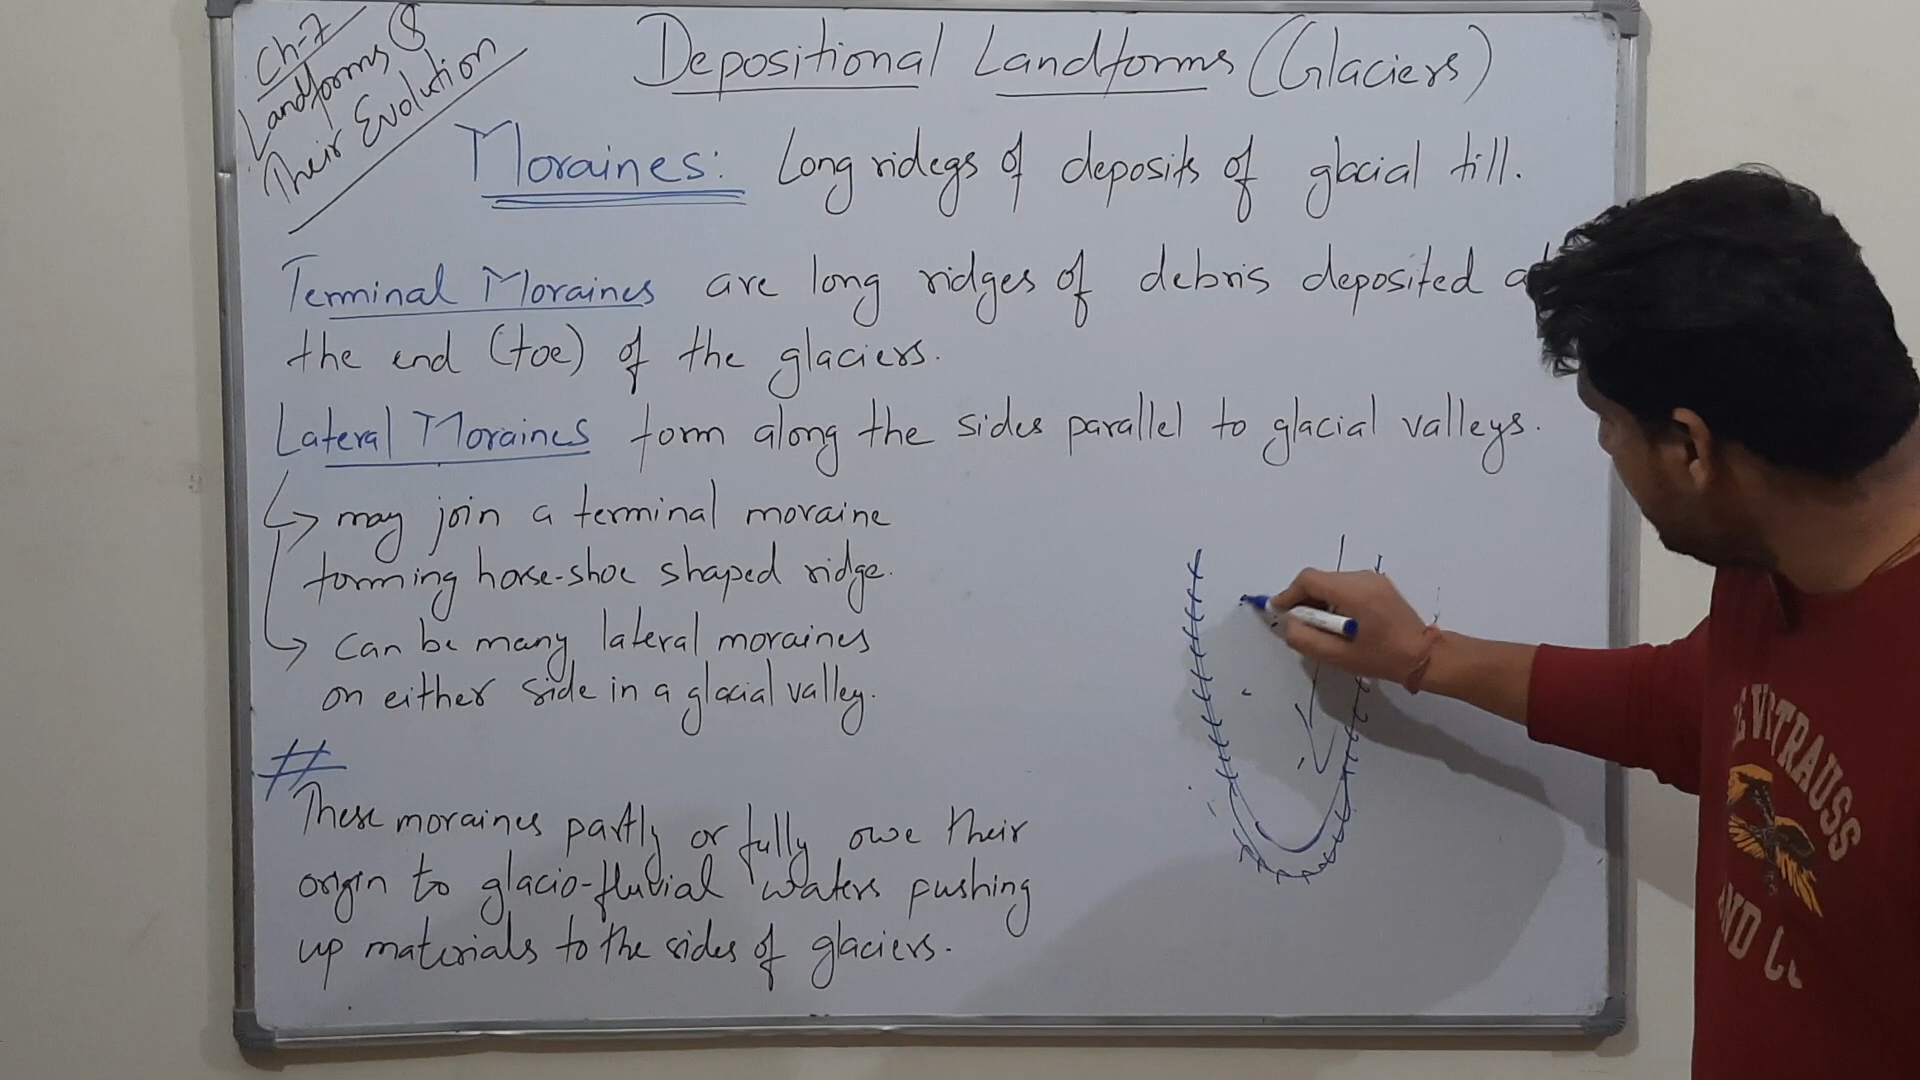 Ch-7
Landforms &
Their Evolution
Depositional Landforms (Glaciers)
Moraines: Long ridegs of deposits of glacial till.
Terminal Moraines are long ridges of debris deposited at
the end (toe) of the glaciers.
Lateral Moraines form along the sides parallel to glacial valleys.
may join a terminal moraine
forming horse-shoe shaped ridge.
Can be many lateral moraines
on either side in a glacial valley.
#
These moraines partly or fully owe their
origin to glacio-fluvial waters pushing
up materials to the sides of glaciers.